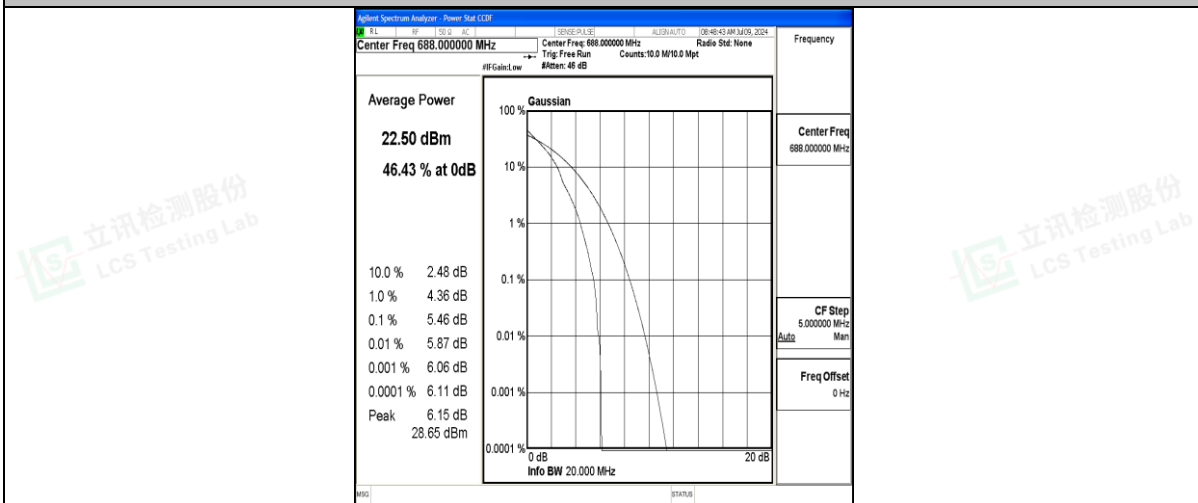 Agilent Spectrum Analyzer - Power Stat CCDF
RL RF 50 Ω AC SENSE:PULSE ALIGN AUTO 08:48:43 AM Jul 09, 2024
Center Freq 688.000000 MHz
Center Freq: 688.000000 MHz Radio Std: None
Trig: Free Run Counts:10.0 M/10.0 Mpt
#IFGain:Low #Atten: 46 dB
Frequency
Average Power
22.50 dBm
46.43 % at 0dB
10.0 % 2.48 dB
1.0 % 4.36 dB
0.1 % 5.46 dB
0.01 % 5.87 dB
0.001 % 6.06 dB
0.0001 % 6.11 dB
Peak 6.15 dB
28.65 dBm
Gaussian
100 %
10 %
1 %
0.1 %
0.01 %
0.001 %
0.0001 %
0 dB 20 dB
Info BW 20.000 MHz
Center Freq
688.000000 MHz
CF Step
5.000000 MHz
Auto Man
Freq Offset
0 Hz
MSG STATUS
立讯检测股份
LCS Testing Lab
立讯检测股份
LCS Testing Lab